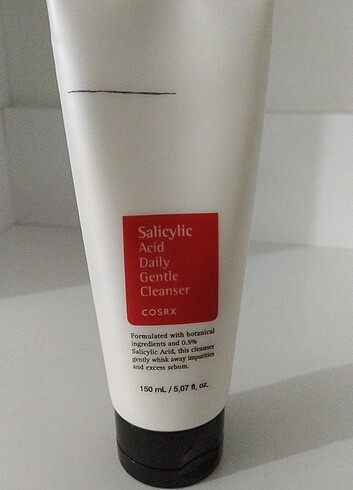 Salicylic
Acid
Daily
Gentle
Cleanser
COSRX
Formulated with botanical
ingredients and 0.5%
Salicylic Acid, this cleanser
gently whisk away impurities
and excess sebum.
150 mL / 5,07 fl, oz.